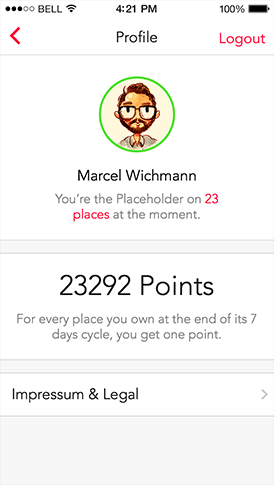 BELL 4:21 PM 100%
Profile Logout
Marcel Wichmann
You're the Placeholder on 23
places at the moment.
23292 Points
For every place you own at the end of its 7
days cycle, you get one point.
Impressum & Legal